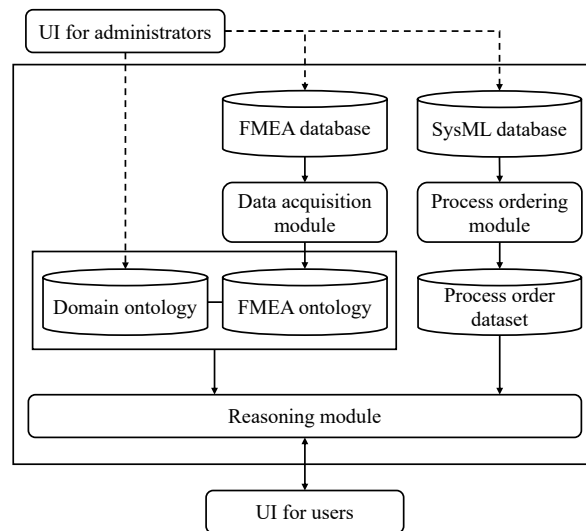 UI for administrators
FMEA database
SysML database
Data acquisition
module
Process ordering
module
Domain ontology
FMEA ontology
Process order
dataset
Reasoning module
UI for users